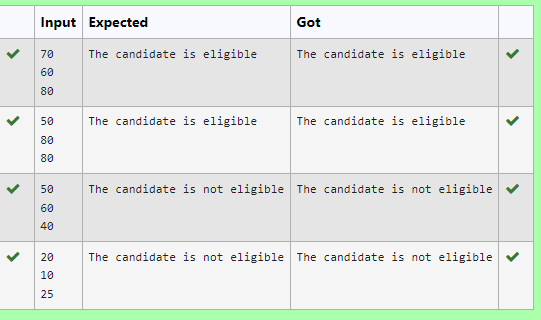 Input Expected Got
70 The candidate is eligible The candidate is eligible
60
80
50 The candidate is eligible The candidate is eligible
80
80
50 The candidate is not eligible The candidate is not eligible
60
40
20 The candidate is not eligible The candidate is not eligible
10
25